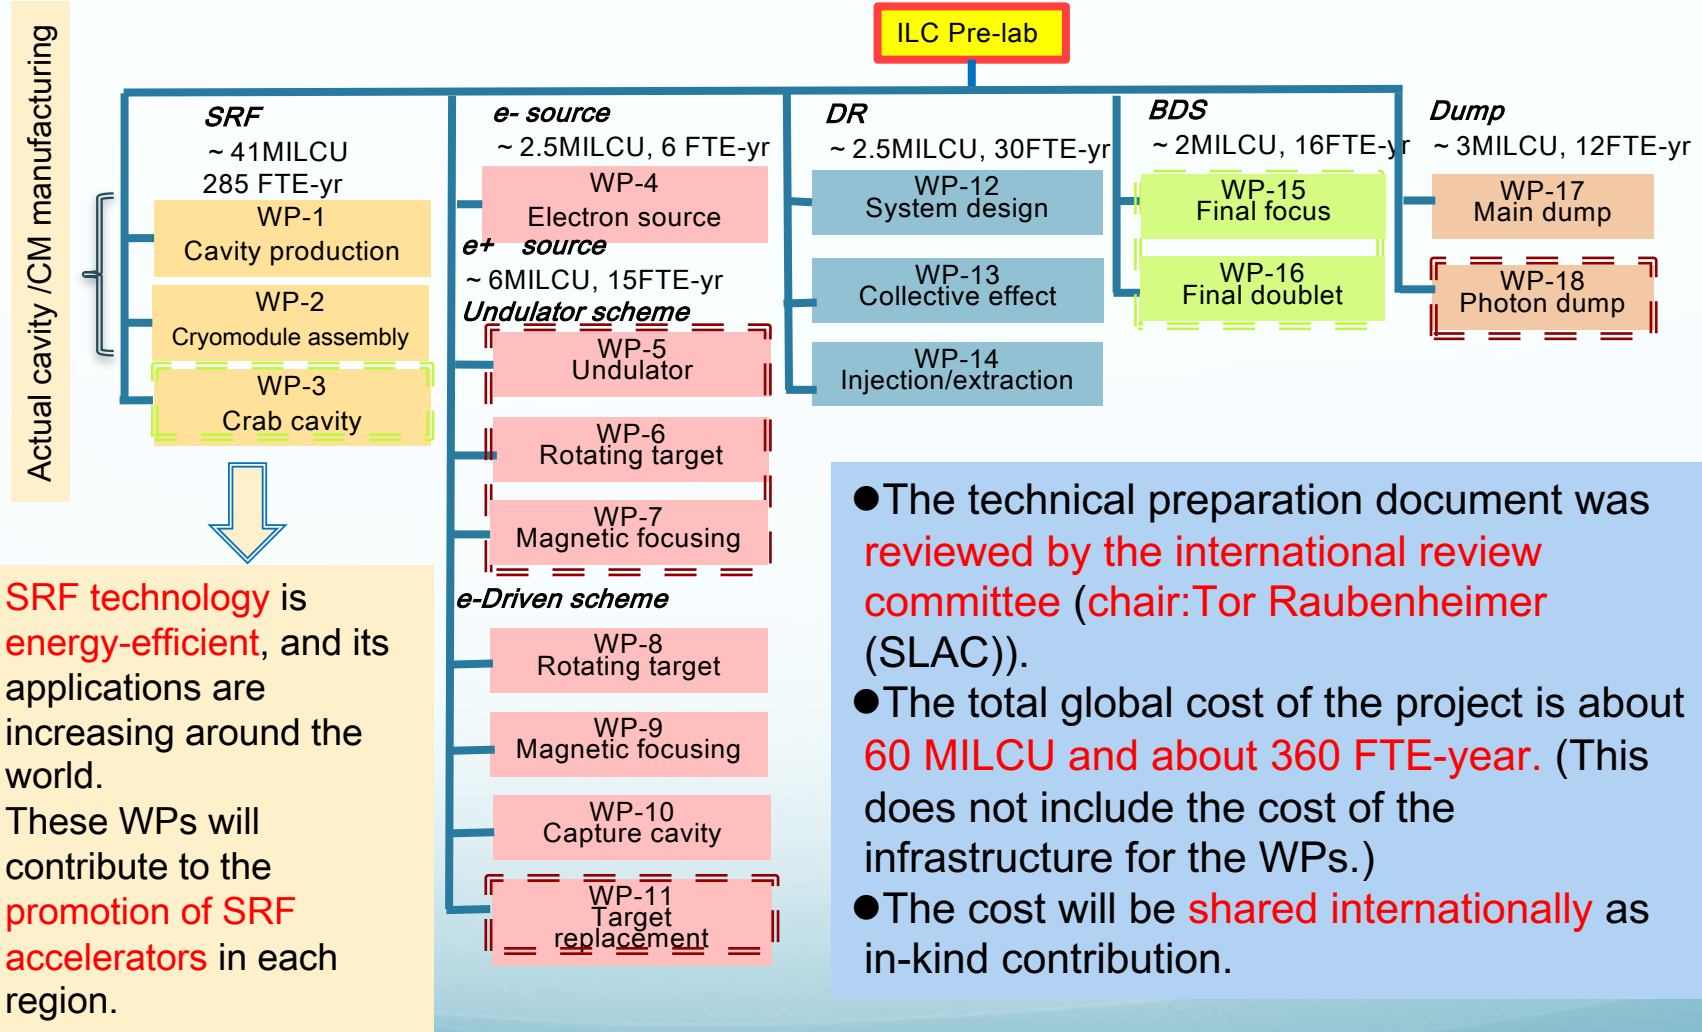 Actual cavity /CM manufacturing
ILC Pre-lab
SRF
~ 41MILCU
285 FTE-yr
WP-1
Cavity production
WP-2
Cryomodule assembly
WP-3
Crab cavity
SRF technology is
energy-efficient, and its
applications are
increasing around the
world.
These WPs will
contribute to the
promotion of SRF
accelerators in each
region.
e- source
~ 2.5MILCU, 6 FTE-yr
WP-4
Electron source
e+ source
~ 6MILCU, 15FTE-yr
Undulator scheme
WP-5
Undulator
WP-6
Rotating target
WP-7
Magnetic focusing
e-Driven scheme
WP-8
Rotating target
WP-9
Magnetic focusing
WP-10
Capture cavity
WP-11
Target
replacement
DR
~ 2.5MILCU, 30FTE-yr
WP-12
System design
WP-13
Collective effect
WP-14
Injection/extraction
BDS
~ 2MILCU, 16FTE-yr
WP-15
Final focus
WP-16
Final doublet
Dump
~ 3MILCU, 12FTE-yr
WP-17
Main dump
WP-18
Photon dump
●The technical preparation document was
reviewed by the international review
committee (chair:Tor Raubenheimer
(SLAC)).
●The total global cost of the project is about
60 MILCU and about 360 FTE-year. (This
does not include the cost of the
infrastructure for the WPs.)
●The cost will be shared internationally as
in-kind contribution.